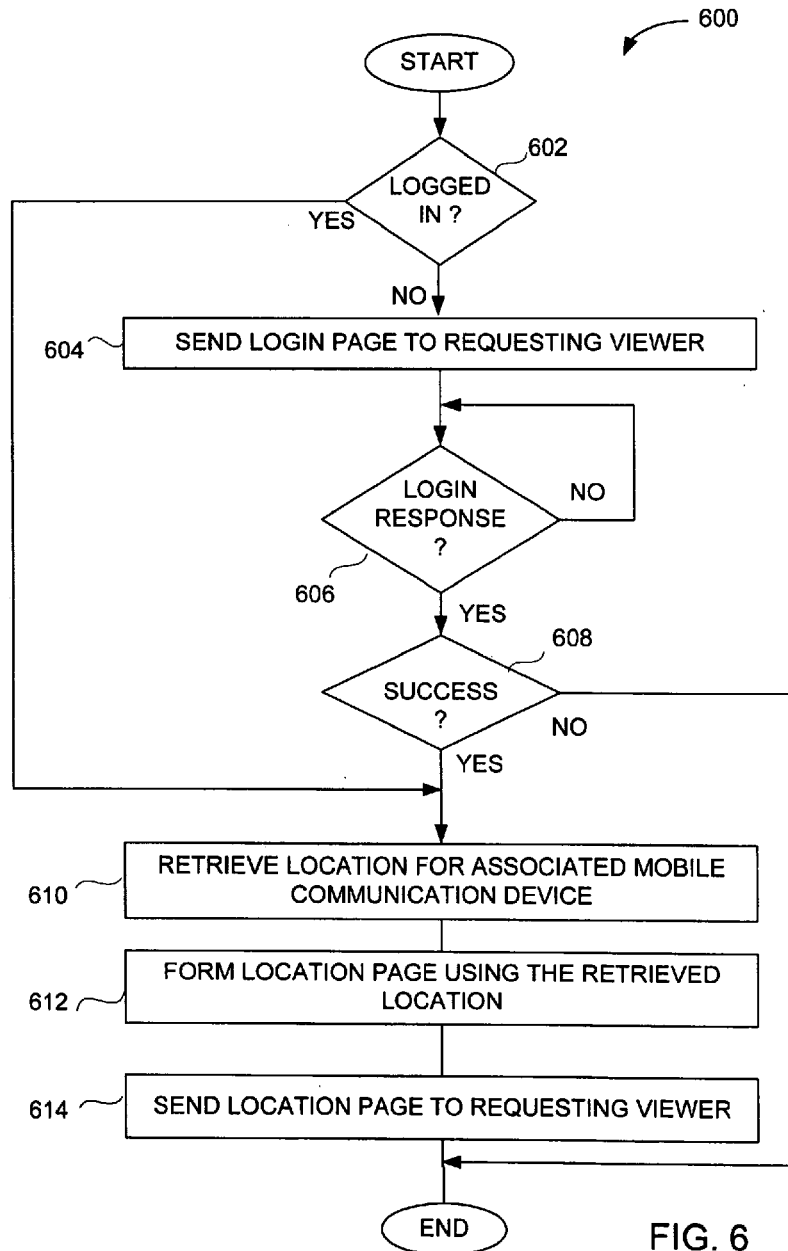 600
START
602
LOGGED
IN ?
YES
NO
604
SEND LOGIN PAGE TO REQUESTING VIEWER
LOGIN
RESPONSE
?
NO
606
YES
608
SUCCESS
?
NO
YES
610
RETRIEVE LOCATION FOR ASSOCIATED MOBILE
COMMUNICATION DEVICE
612
FORM LOCATION PAGE USING THE RETRIEVED
LOCATION
614
SEND LOCATION PAGE TO REQUESTING VIEWER
END
FIG. 6